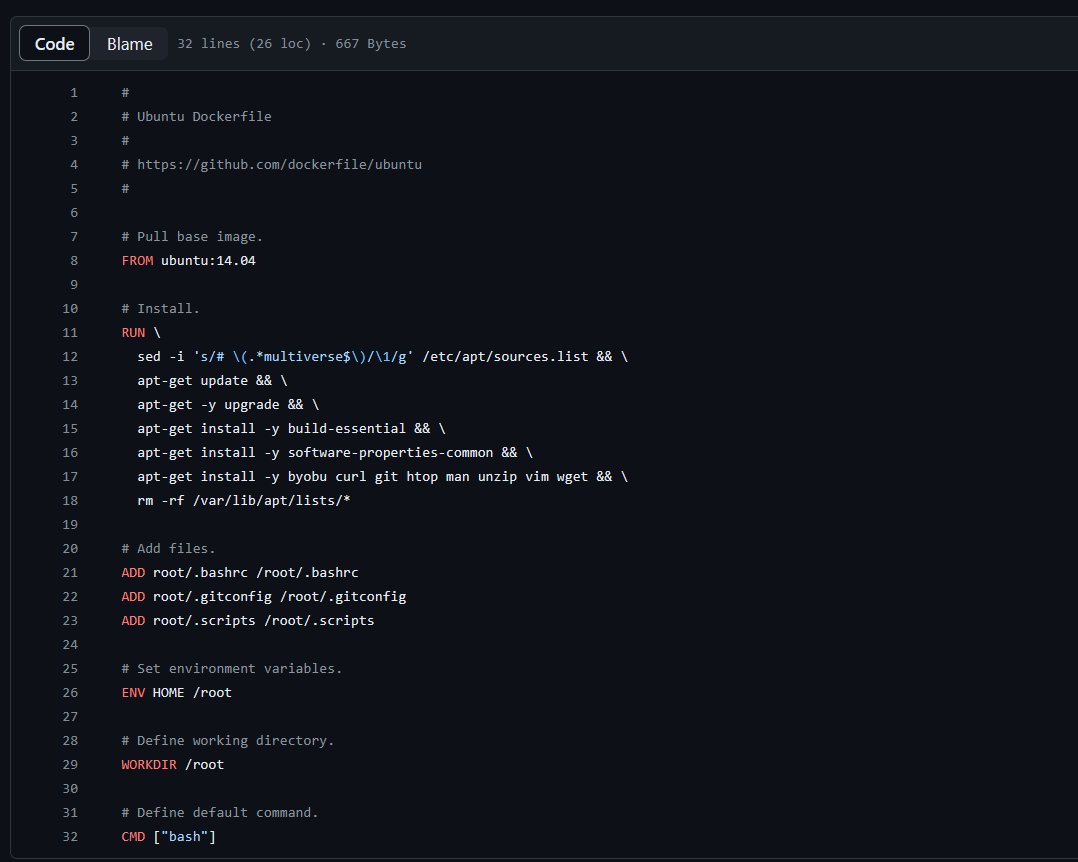 Code Blame 32 lines (26 loc) · 667 Bytes
1 #
2 # Ubuntu Dockerfile
3 #
4 # https://github.com/dockerfile/ubuntu
5 #
6
7 # Pull base image.
8 FROM ubuntu:14.04
9
10 # Install.
11 RUN \
12   sed -i 's/# \(.*multiverse$\)/\1/g' /etc/apt/sources.list && \
13   apt-get update && \
14   apt-get -y upgrade && \
15   apt-get install -y build-essential && \
16   apt-get install -y software-properties-common && \
17   apt-get install -y byobu curl git htop man unzip vim wget && \
18   rm -rf /var/lib/apt/lists/*
19
20 # Add files.
21 ADD root/.bashrc /root/.bashrc
22 ADD root/.gitconfig /root/.gitconfig
23 ADD root/.scripts /root/.scripts
24
25 # Set environment variables.
26 ENV HOME /root
27
28 # Define working directory.
29 WORKDIR /root
30
31 # Define default command.
32 CMD ["bash"]